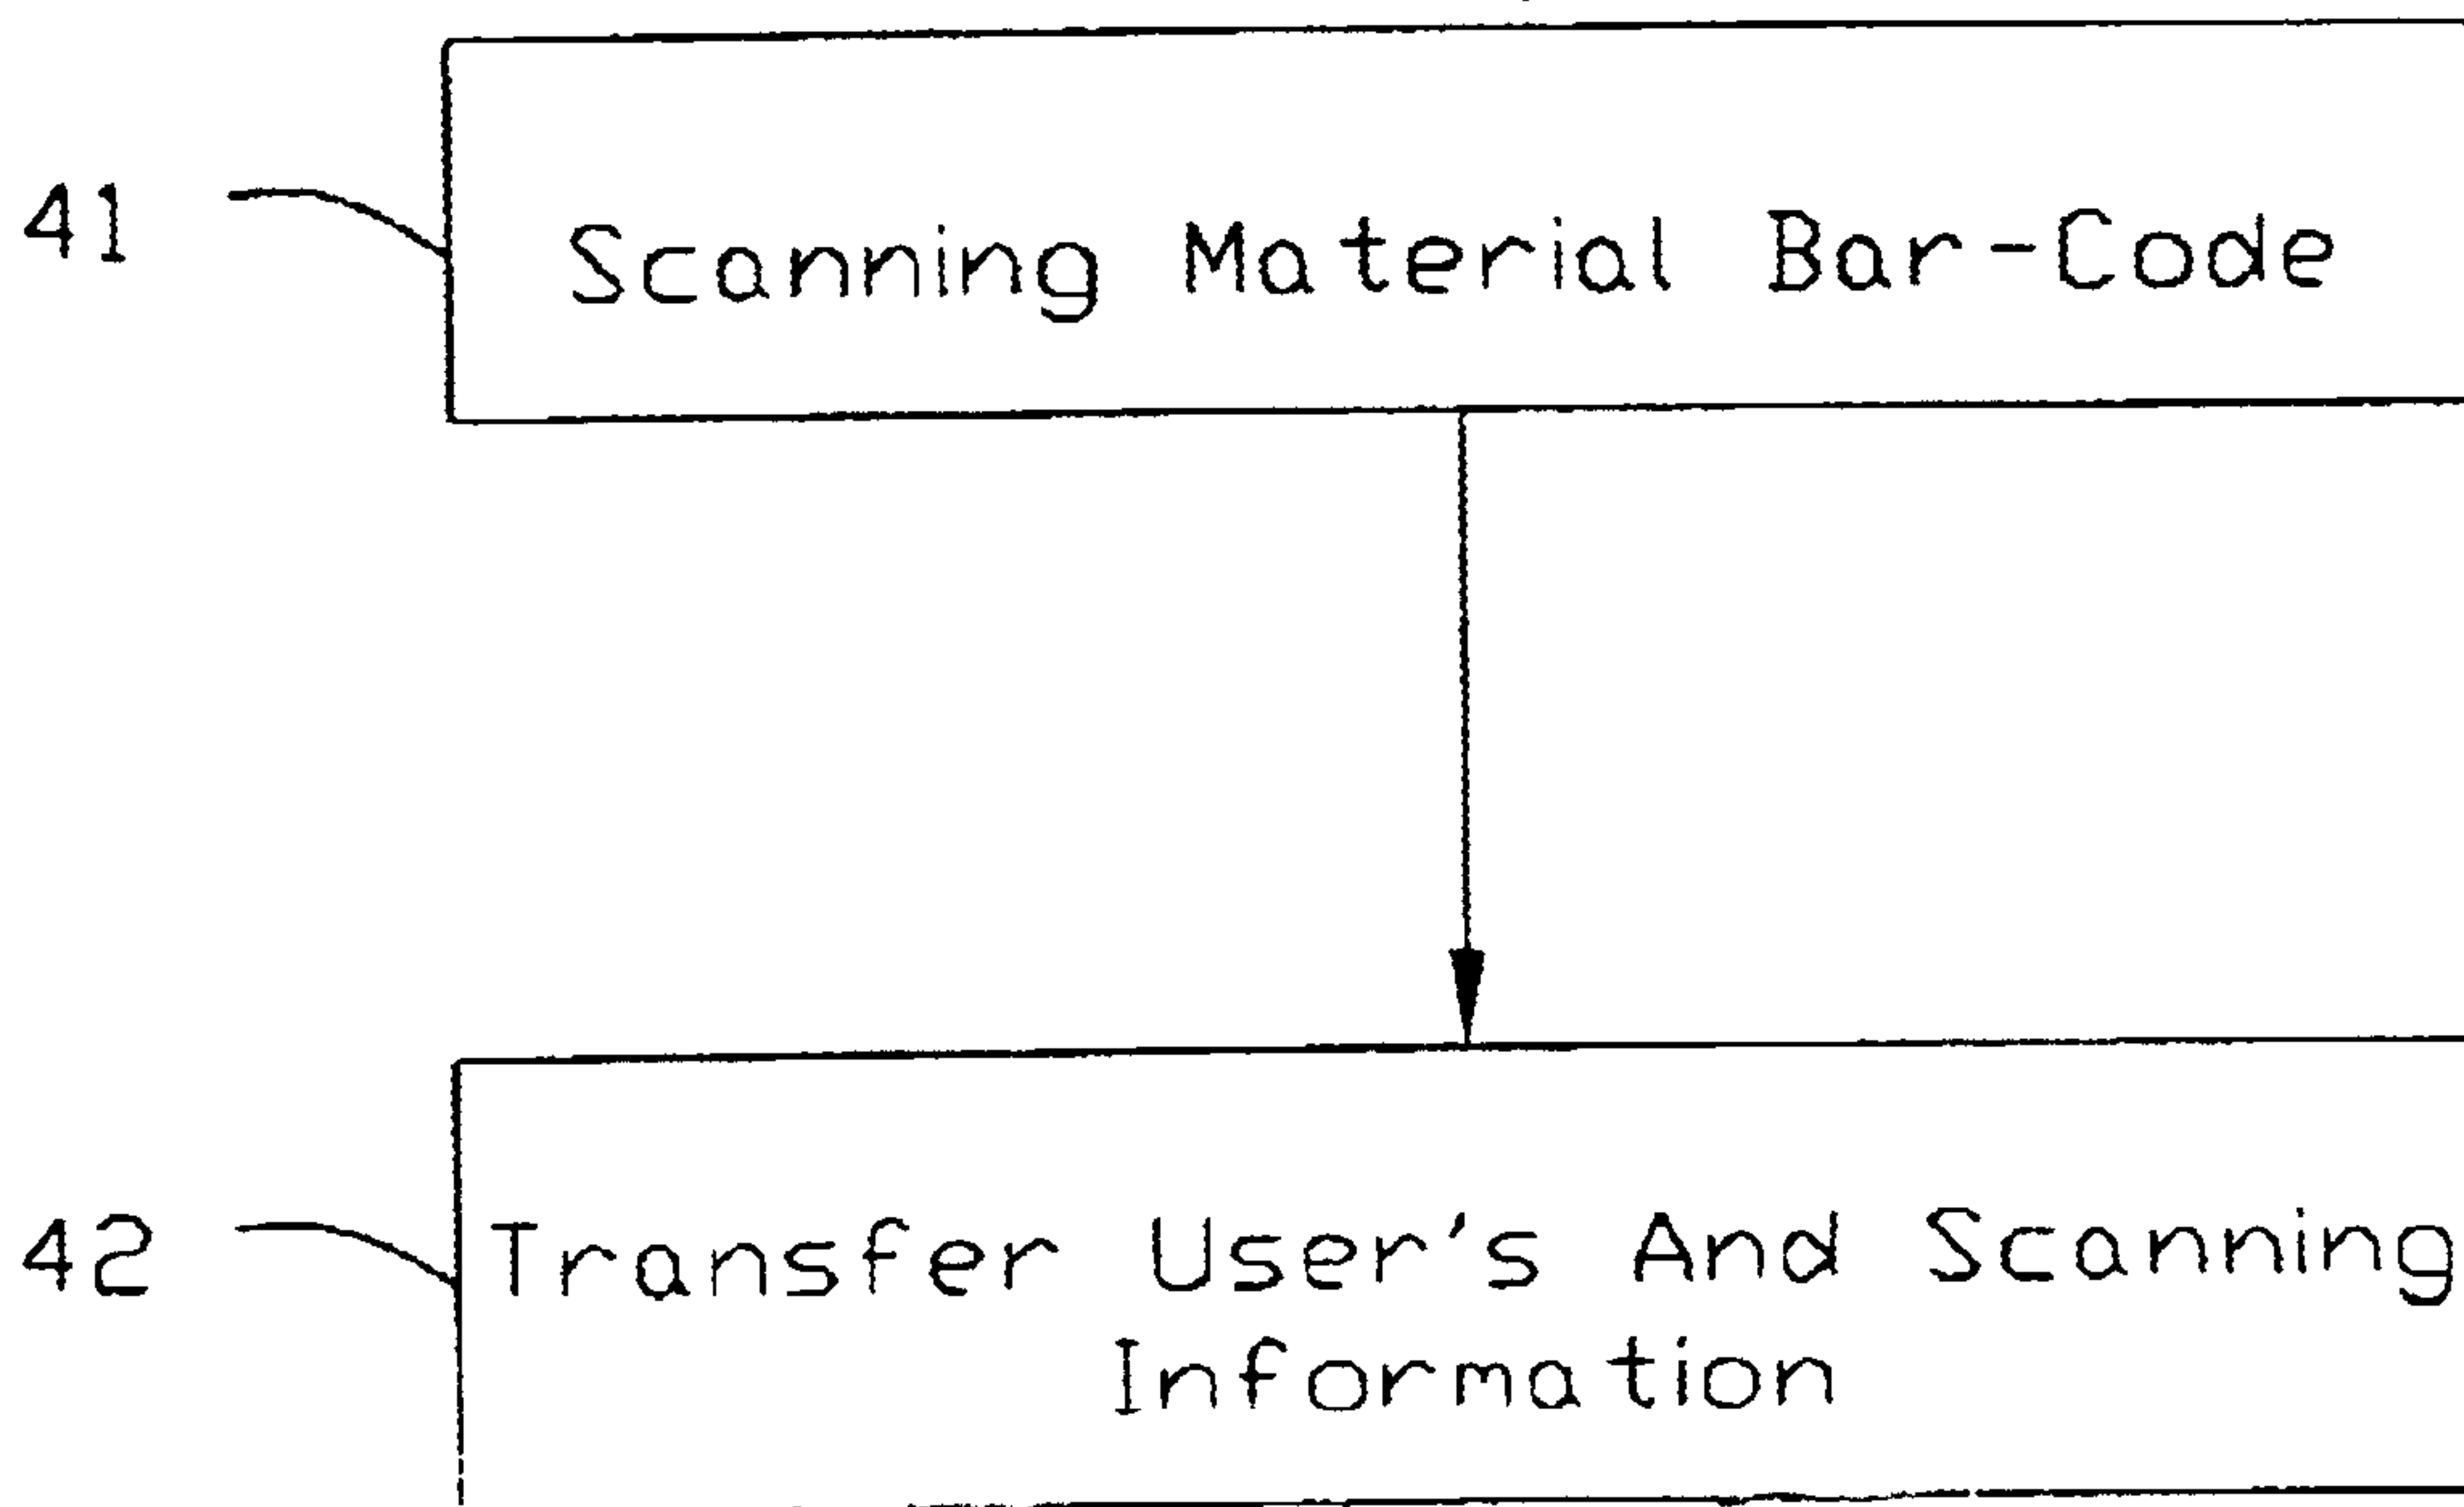 41 Scanning Material Bar-Code
42 Transfer User's And Scanning
Information